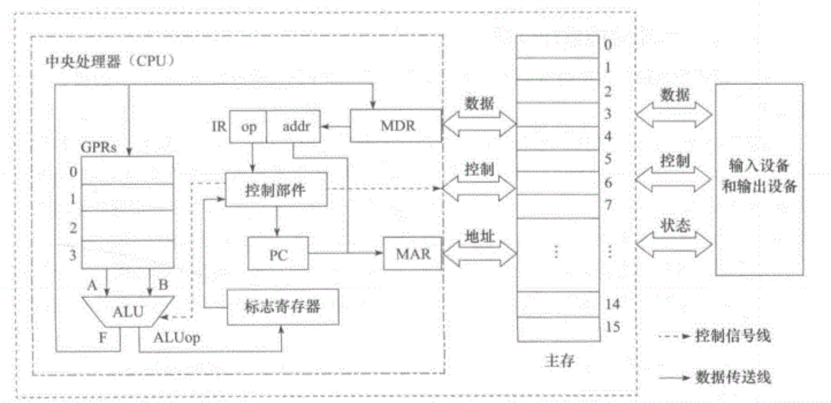 中央处理器（CPU）
IR op addr
MDR
数据
GPRs
0
1
2
3
控制部件
控制
PC
MAR
地址
A B
ALU
F
ALUop
标志寄存器
0
1
2
3
4
5
6
7
⋮ ⋮
14
15
主存
数据
控制
状态
输入设备
和输出设备
控制信号线
数据传送线